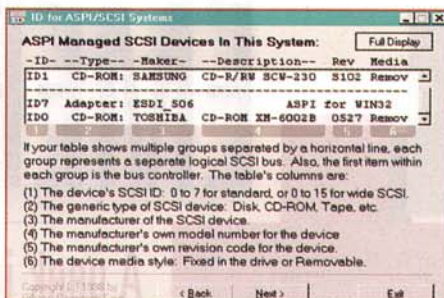 ID for ASPI/SCSI Systems
ASPI Managed SCSI Devices In This System:
Full Display
-ID- --Type-- -Maker- --Description-- Rev Media
ID1 CD-ROM: SAMSUNG CD-R/RW SCW-230 S102 Remov
ID7 Adapter: ESDI_506 ASPI for WIN32
ID0 CD-ROM: TOSHIBA CD-ROM XM-6002B 0527 Remov
1 2 3 4 5 6
If your table shows multiple groups separated by a horizontal line, each
group represents a separate logical SCSI bus. Also, the first item within
each group is the bus controller. The table's columns are:
(1) The device's SCSI ID: 0 to 7 for standard, or 0 to 15 for wide SCSI.
(2) The generic type of SCSI device: Disk, CD-ROM, Tape, etc.
(3) The manufacturer of the SCSI device.
(4) The manufacturer's own model number for the device
(5) The manufacturer's own revision code for the device.
(6) The device media style: Fixed in the drive or Removable.
< Back
Next >
Exit